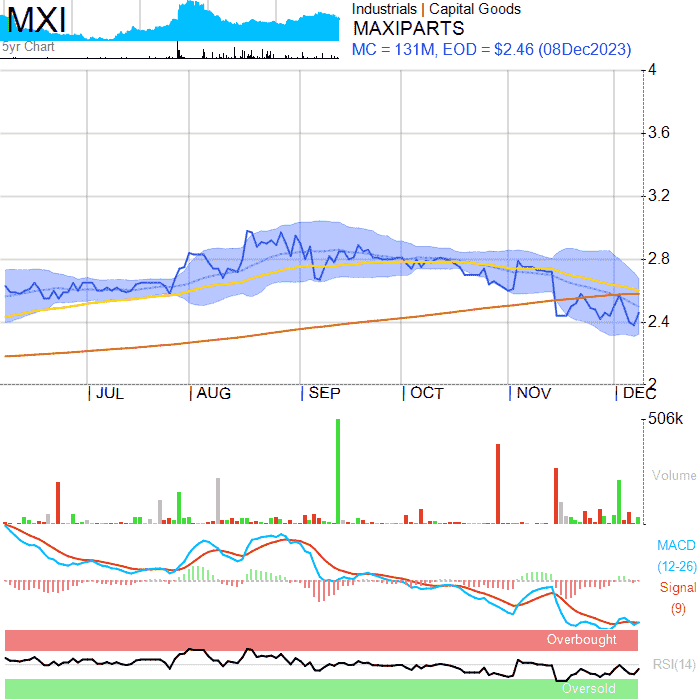 MXI
5yr Chart
Industrials | Capital Goods
MAXIPARTS
MC = 131M, EOD = $2.46 (08Dec2023)
4
3.6
3.2
2.8
2.4
2
JUL AUG SEP OCT NOV DEC
506k
Volume
MACD
(12-26)
Signal
(9)
Overbought
RSI(14)
Oversold